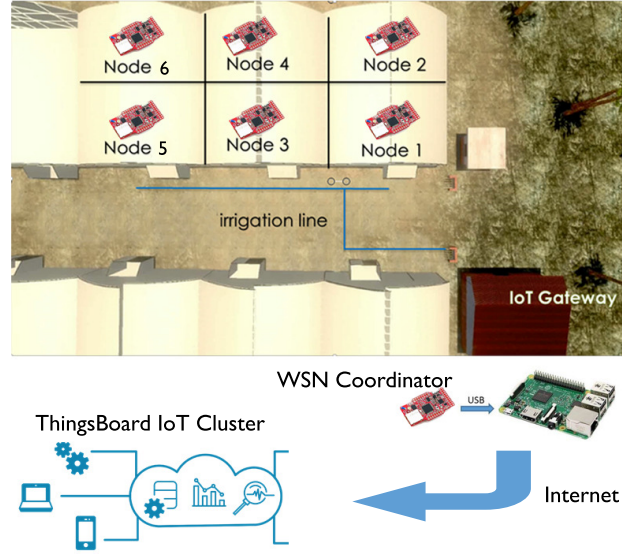 Node 6
Node 4
Node 2
Node 5
Node 3
Node 1
irrigation line
IoT Gateway
WSN Coordinator
USB
ThingsBoard IoT Cluster
Internet